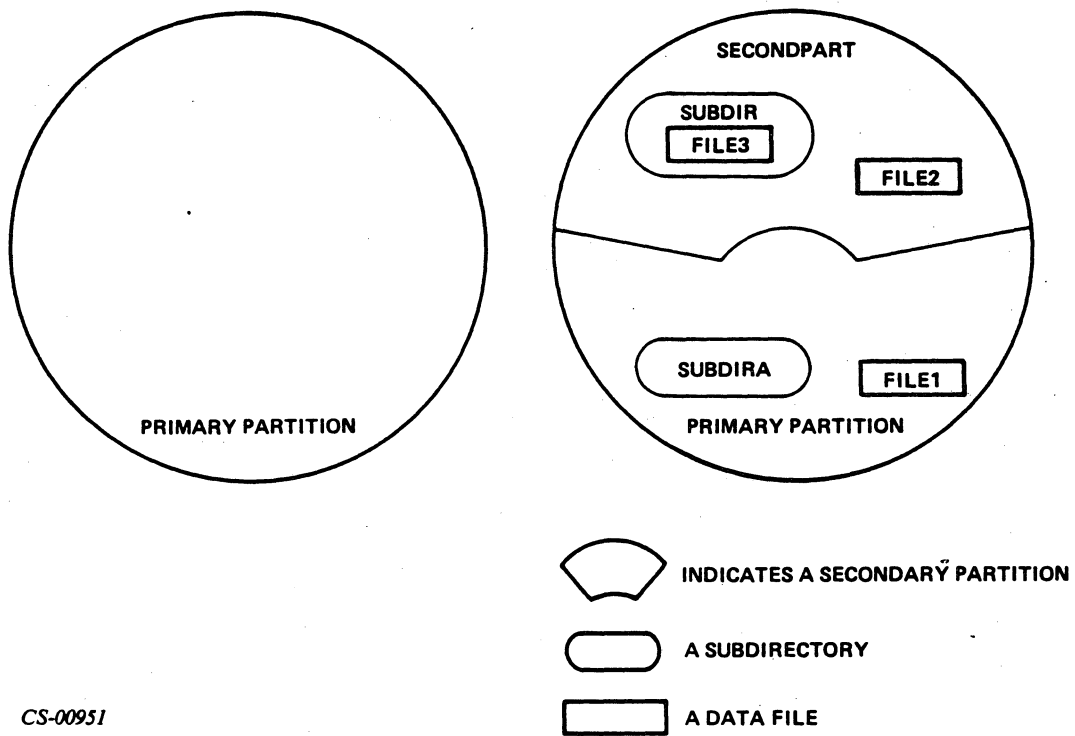 PRIMARY PARTITION
SECONDPART
SUBDIR
FILE3
FILE2
SUBDIRA
FILE1
PRIMARY PARTITION
INDICATES A SECONDARY PARTITION
A SUBDIRECTORY
A DATA FILE
CS-00951